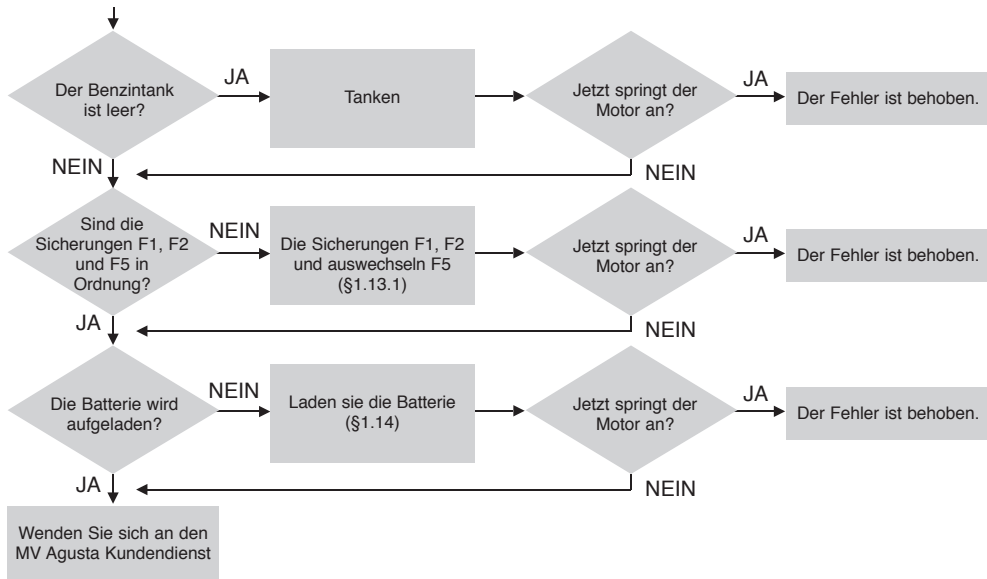 Der Benzintank
ist leer?
JA
Tanken
Jetzt springt der
Motor an?
JA
Der Fehler ist behoben.
NEIN
NEIN
Sind die
Sicherungen F1, F2
und F5 in
Ordnung?
NEIN
Die Sicherungen F1, F2
und auswechseln F5
(§1.13.1)
Jetzt springt der
Motor an?
JA
Der Fehler ist behoben.
JA
NEIN
Die Batterie wird
aufgeladen?
NEIN
Laden sie die Batterie
(§1.14)
Jetzt springt der
Motor an?
JA
Der Fehler ist behoben.
JA
NEIN
Wenden Sie sich an den
MV Agusta Kundendienst